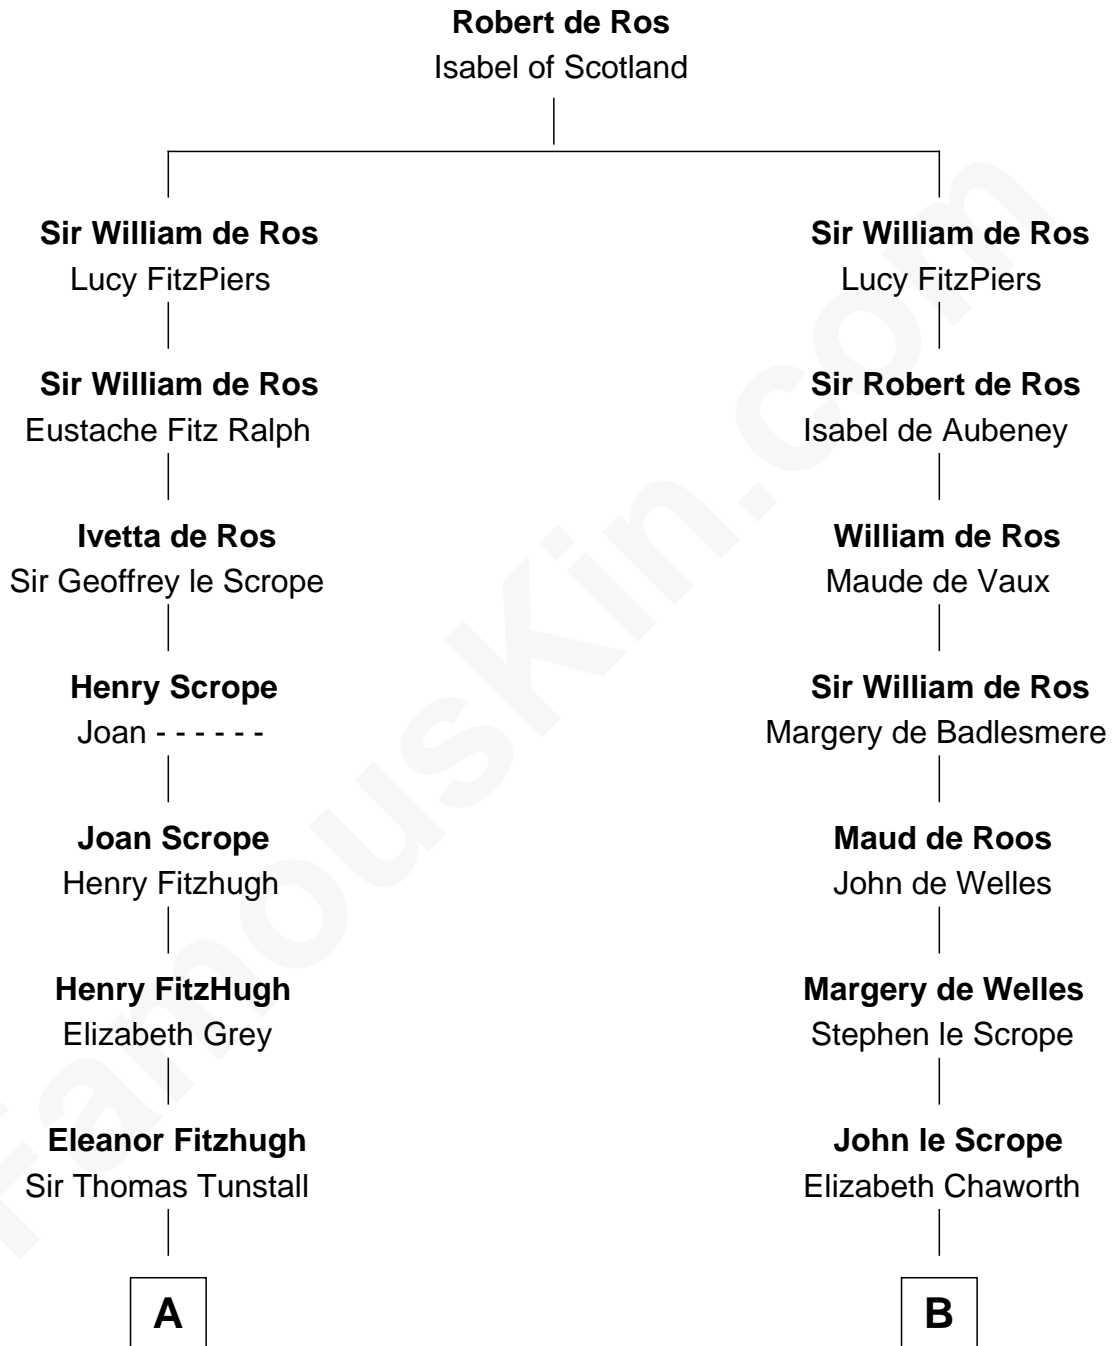 Robert de Ros
Isabel of Scotland
Sir William de Ros
Lucy FitzPiers
Sir William de Ros
Lucy FitzPiers
Sir William de Ros
Eustache Fitz Ralph
Sir Robert de Ros
Isabel de Aubeney
Ivetta de Ros
Sir Geoffrey le Scrope
William de Ros
Maude de Vaux
Henry Scrope
Joan - - - - - -
Sir William de Ros
Margery de Badlesmere
Joan Scrope
Henry Fitzhugh
Maud de Roos
John de Welles
Henry FitzHugh
Elizabeth Grey
Margery de Welles
Stephen le Scrope
Eleanor Fitzhugh
Sir Thomas Tunstall
John le Scrope
Elizabeth Chaworth
A
B
FamousKin.com